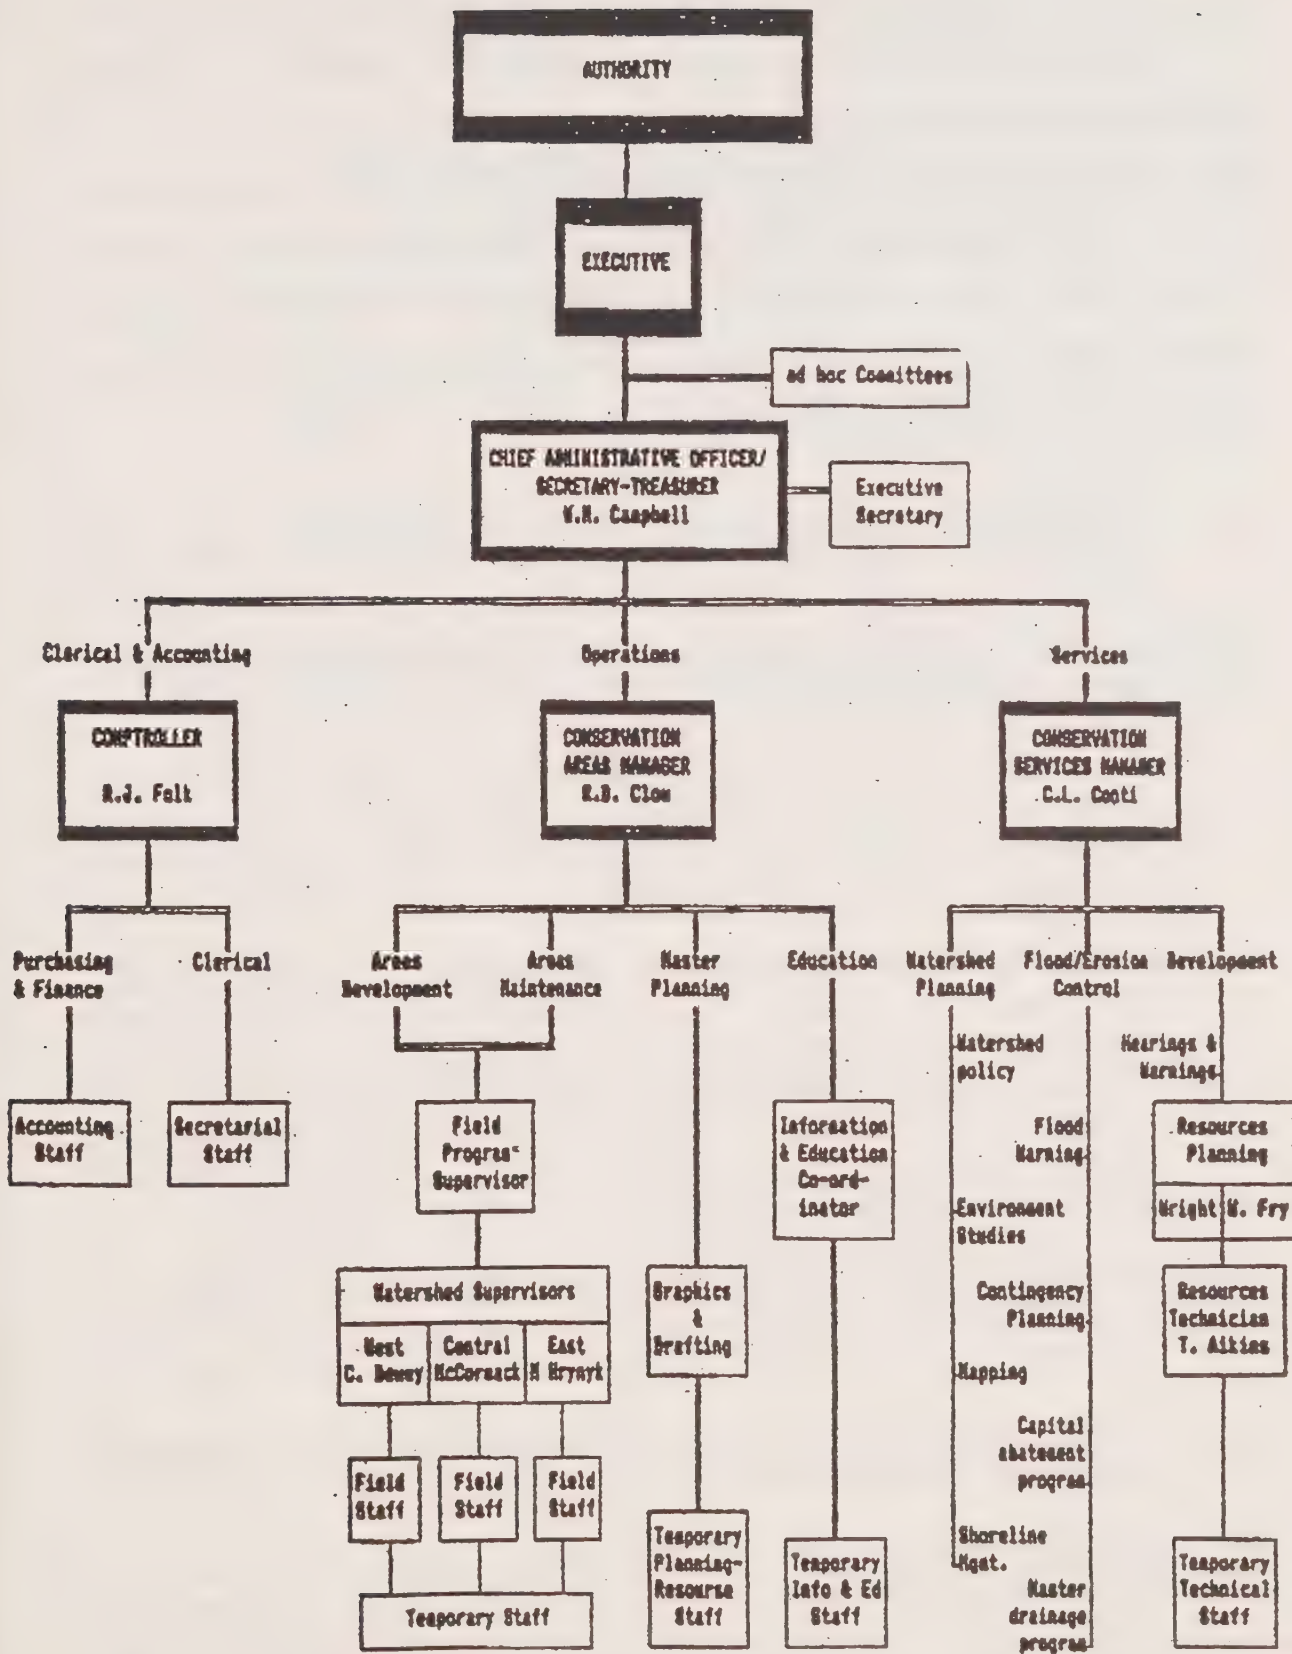 AUTHORITY
EXECUTIVE
ad hoc Committees
CHIEF ADMINISTRATIVE OFFICER/
SECRETARY-TREASURER
W.M. Campbell
Executive
Secretary
Clerical & Accounting
Operations
Services
COMPTROLLER
R.J. Falk
CONSERVATION
AREAS MANAGER
R.B. Clow
CONSERVATION
SERVICES MANAGER
C.L. Conti
Purchasing
& Finance
Clerical
Areas
Development
Areas
Maintenance
Master
Planning
Education
Watershed
Planning
Flood/Erosion
Control
Development
Watershed
policy
Hearings &
Warnings
Accounting
Staff
Secretarial
Staff
Field
Program
Supervisor
Information
& Education
Co-ord-
inator
Flood
Warning
Resources
Planning
Wright W. Fry
Environment
Studies
Watershed Supervisors
West
C. Dewey
Central
McCormack
East
M Hrynyk
Graphics
&
Drafting
Contingency
Planning
Resources
Technician
T. Aikins
Mapping
Capital
abatement
program
Field
Staff
Field
Staff
Field
Staff
Temporary
Planning-
Resourse
Staff
Temporary
Info & Ed
Staff
Shoreline
Mgmt.
Master
drainage
program
Temporary
Technical
Staff
Temporary Staff